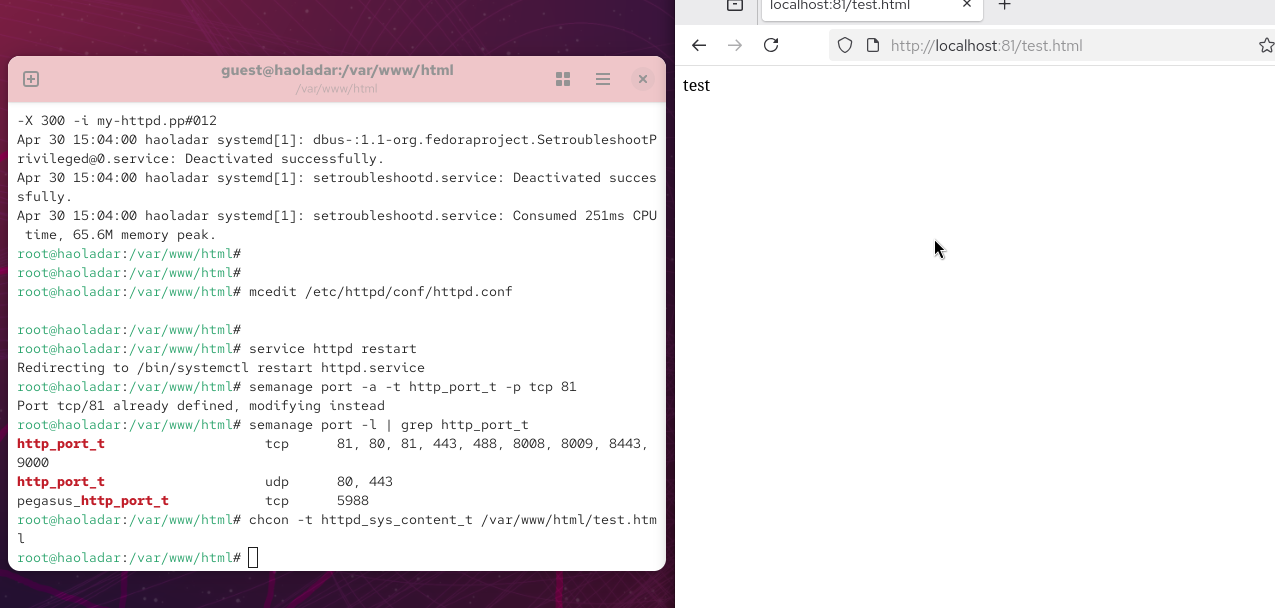 guest@haoladar:/var/www/html
/var/www/html
-X 300 -i my-httpd.pp#012
Apr 30 15:04:00 haoladar systemd[1]: dbus-:1.1-org.fedoraproject.SetroubleshootP
rivileged@0.service: Deactivated successfully.
Apr 30 15:04:00 haoladar systemd[1]: setroubleshootd.service: Deactivated succes
sfully.
Apr 30 15:04:00 haoladar systemd[1]: setroubleshootd.service: Consumed 251ms CPU
 time, 65.6M memory peak.
root@haoladar:/var/www/html#
root@haoladar:/var/www/html#
root@haoladar:/var/www/html# mcedit /etc/httpd/conf/httpd.conf
root@haoladar:/var/www/html#
root@haoladar:/var/www/html# service httpd restart
Redirecting to /bin/systemctl restart httpd.service
root@haoladar:/var/www/html# semanage port -a -t http_port_t -p tcp 81
Port tcp/81 already defined, modifying instead
root@haoladar:/var/www/html# semanage port -l | grep http_port_t
http_port_t                    tcp      81, 80, 81, 443, 488, 8008, 8009, 8443,
9000
http_port_t                    udp      80, 443
pegasus_http_port_t            tcp      5988
root@haoladar:/var/www/html# chcon -t httpd_sys_content_t /var/www/html/test.htm
l
root@haoladar:/var/www/html#
localhost:81/test.html
http://localhost:81/test.html
test